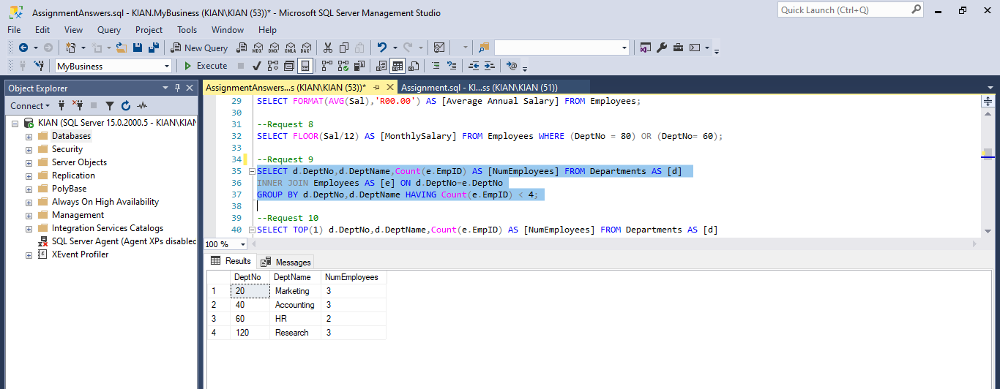 AssignmentAnswers.sql - KIAN.MyBusiness (KIAN\KIAN (53))* - Microsoft SQL Server Management Studio
Quick Launch (Ctrl+Q)
File Edit View Query Project Tools Window Help
New Query MDX DMX XMLA DAX
MyBusiness Execute
Object Explorer
AssignmentAnswers...s (KIAN\KIAN (53))* Assignment.sql - KI...ss (KIAN\KIAN (51))
Connect
KIAN (SQL Server 15.0.2000.5 - KIAN\KIAN
Databases
Security
Server Objects
Replication
PolyBase
Always On High Availability
Management
Integration Services Catalogs
SQL Server Agent (Agent XPs disabled
XEvent Profiler
29 SELECT FORMAT(AVG(Sal),'R00.00') AS [Average Annual Salary] FROM Employees;
30
31 --Request 8
32 SELECT FLOOR(Sal/12) AS [MonthlySalary] FROM Employees WHERE (DeptNo = 80) OR (DeptNo= 60);
33
34 --Request 9
35 SELECT d.DeptNo,d.DeptName,Count(e.EmpID) AS [NumEmployees] FROM Departments AS [d]
36 INNER JOIN Employees AS [e] ON d.DeptNo=e.DeptNo
37 GROUP BY d.DeptNo,d.DeptName HAVING Count(e.EmpID) < 4;
38
39 --Request 10
40 SELECT TOP(1) d.DeptNo,d.DeptName,Count(e.EmpID) AS [NumEmployees] FROM Departments AS [d]
100 %
Results Messages
DeptNo DeptName NumEmployees
1 20 Marketing 3
2 40 Accounting 3
3 60 HR 2
4 120 Research 3